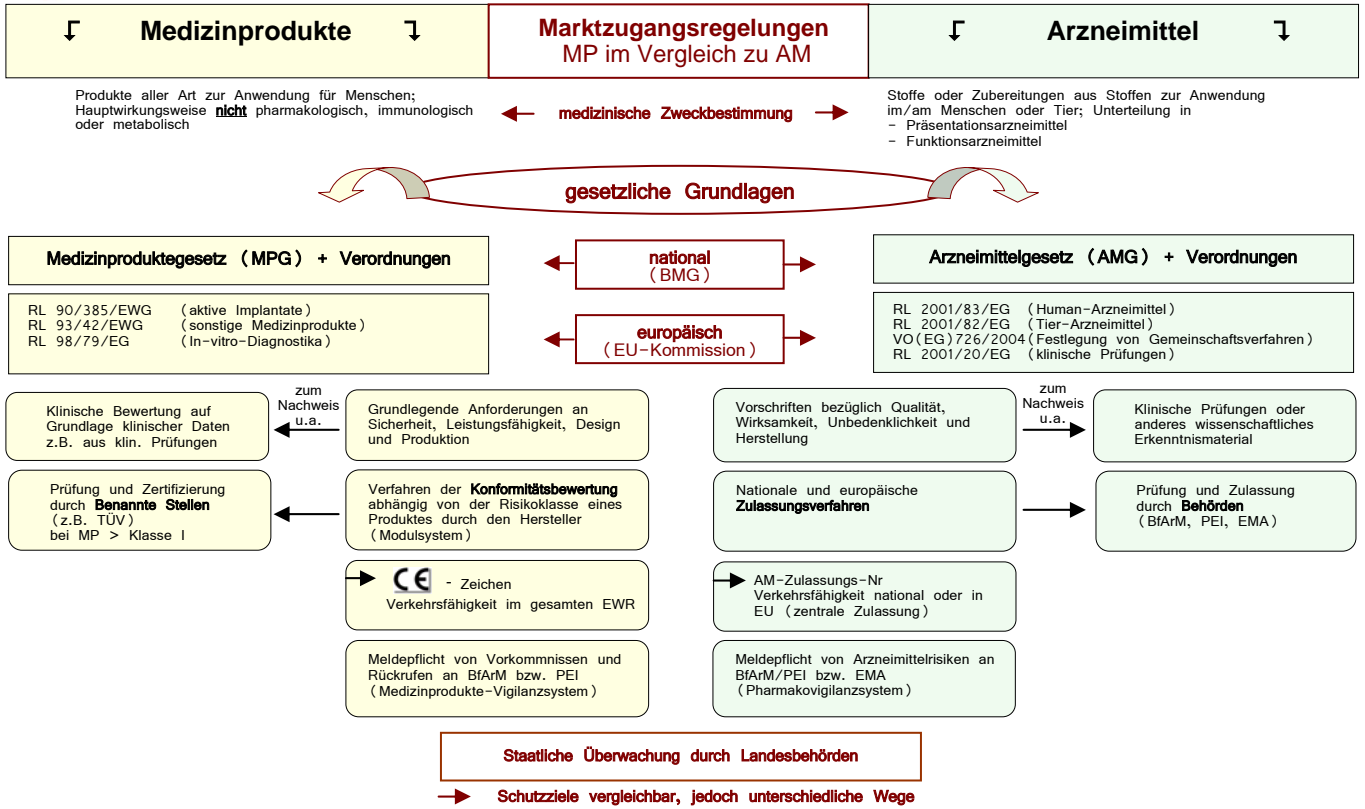 Medizinprodukte
Marktzugangsregelungen
MP im Vergleich zu AM
Arzneimittel
Produkte aller Art zur Anwendung für Menschen;
Hauptwirkungsweise nicht pharmakologisch, immunologisch
oder metabolisch
medizinische Zweckbestimmung
Stoffe oder Zubereitungen aus Stoffen zur Anwendung
im/am Menschen oder Tier; Unterteilung in
- Präsentationsarzneimittel
- Funktionsarzneimittel
gesetzliche Grundlagen
Medizinproduktegesetz (MPG) + Verordnungen
national
(BMG)
Arzneimittelgesetz (AMG) + Verordnungen
RL 90/385/EWG (aktive Implantate)
RL 93/42/EWG (sonstige Medizinprodukte)
RL 98/79/EG (In-vitro-Diagnostika)
europäisch
(EU-Kommission)
RL 2001/83/EG (Human-Arzneimittel)
RL 2001/82/EG (Tier-Arzneimittel)
VO(EG)726/2004(Festlegung von Gemeinschaftsverfahren)
RL 2001/20/EG (klinische Prüfungen)
Klinische Bewertung auf
Grundlage klinischer Daten
z.B. aus klin. Prüfungen
zum
Nachweis
u.a.
Grundlegende Anforderungen an
Sicherheit, Leistungsfähigkeit, Design
und Produktion
Vorschriften bezüglich Qualität,
Wirksamkeit, Unbedenklichkeit und
Herstellung
zum
Nachweis
u.a.
Klinische Prüfungen oder
anderes wissenschaftliches
Erkenntnismaterial
Prüfung und Zertifizierung
durch Benannte Stellen
(z.B. TÜV)
bei MP > Klasse I
Verfahren der Konformitätsbewertung
abhängig von der Risikoklasse eines
Produktes durch den Hersteller
(Modulsystem)
Nationale und europäische
Zulassungsverfahren
Prüfung und Zulassung
durch Behörden
(BfArM, PEI, EMA)
CE - Zeichen
Verkehrsfähigkeit im gesamten EWR
AM-Zulassungs-Nr
Verkehrsfähigkeit national oder in
EU (zentrale Zulassung)
Meldepflicht von Vorkommnissen und
Rückrufen an BfArM bzw. PEI
(Medizinprodukte-Vigilanzsystem)
Meldepflicht von Arzneimittelrisiken an
BfArM/PEI bzw. EMA
(Pharmakovigilanzsystem)
Staatliche Überwachung durch Landesbehörden
Schutzziele vergleichbar, jedoch unterschiedliche Wege